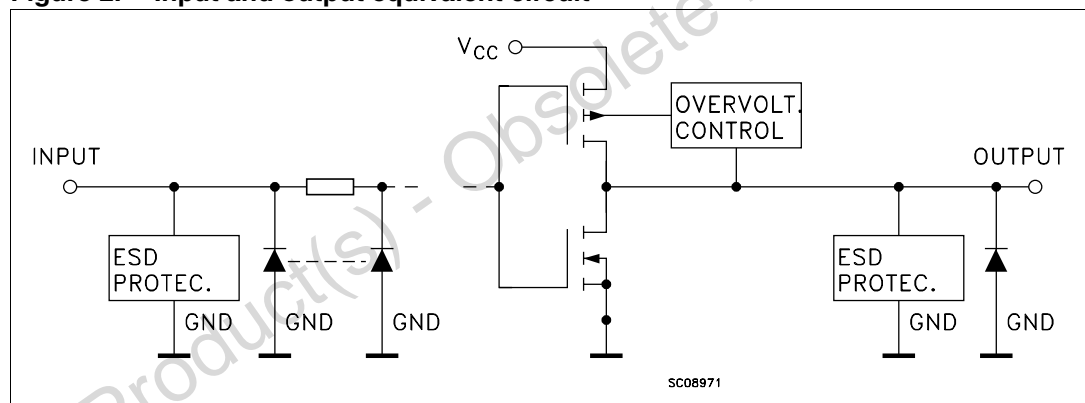 Figure 2. Input and output equivalent circuit
VCC
OVERVOLT.
CONTROL
INPUT
OUTPUT
ESD
PROTEC.
ESD
PROTEC.
GND
GND
GND
GND
GND
SC08971
Product(s) - Obsolete